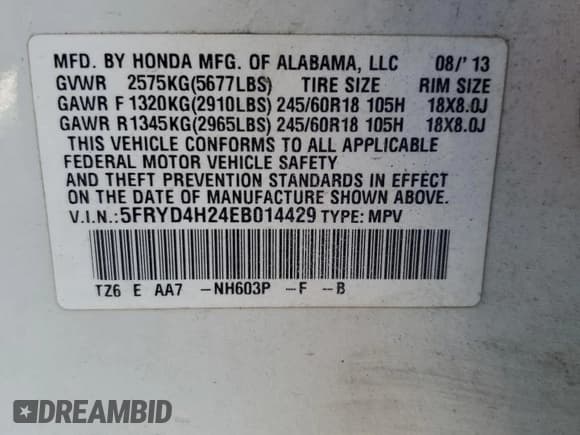 MFD. BY HONDA MFG. OF ALABAMA, LLC 08/'13
GVWR 2575KG(5677LBS) TIRE SIZE RIM SIZE
GAWR F1320KG(2910LBS) 245/60R18 105H 18X8.0J
GAWR R1345KG(2965LBS) 245/60R18 105H 18X8.0J
THIS VEHICLE CONFORMS TO ALL APPLICABLE
FEDERAL MOTOR VEHICLE SAFETY
AND THEFT PREVENTION STANDARDS IN EFFECT
ON THE DATE OF MANUFACTURE SHOWN ABOVE.
V.I.N.:5FRYD4H24EB014429 TYPE: MPV
TZ6 E AA7 -NH603P -F -B
DREAMBID